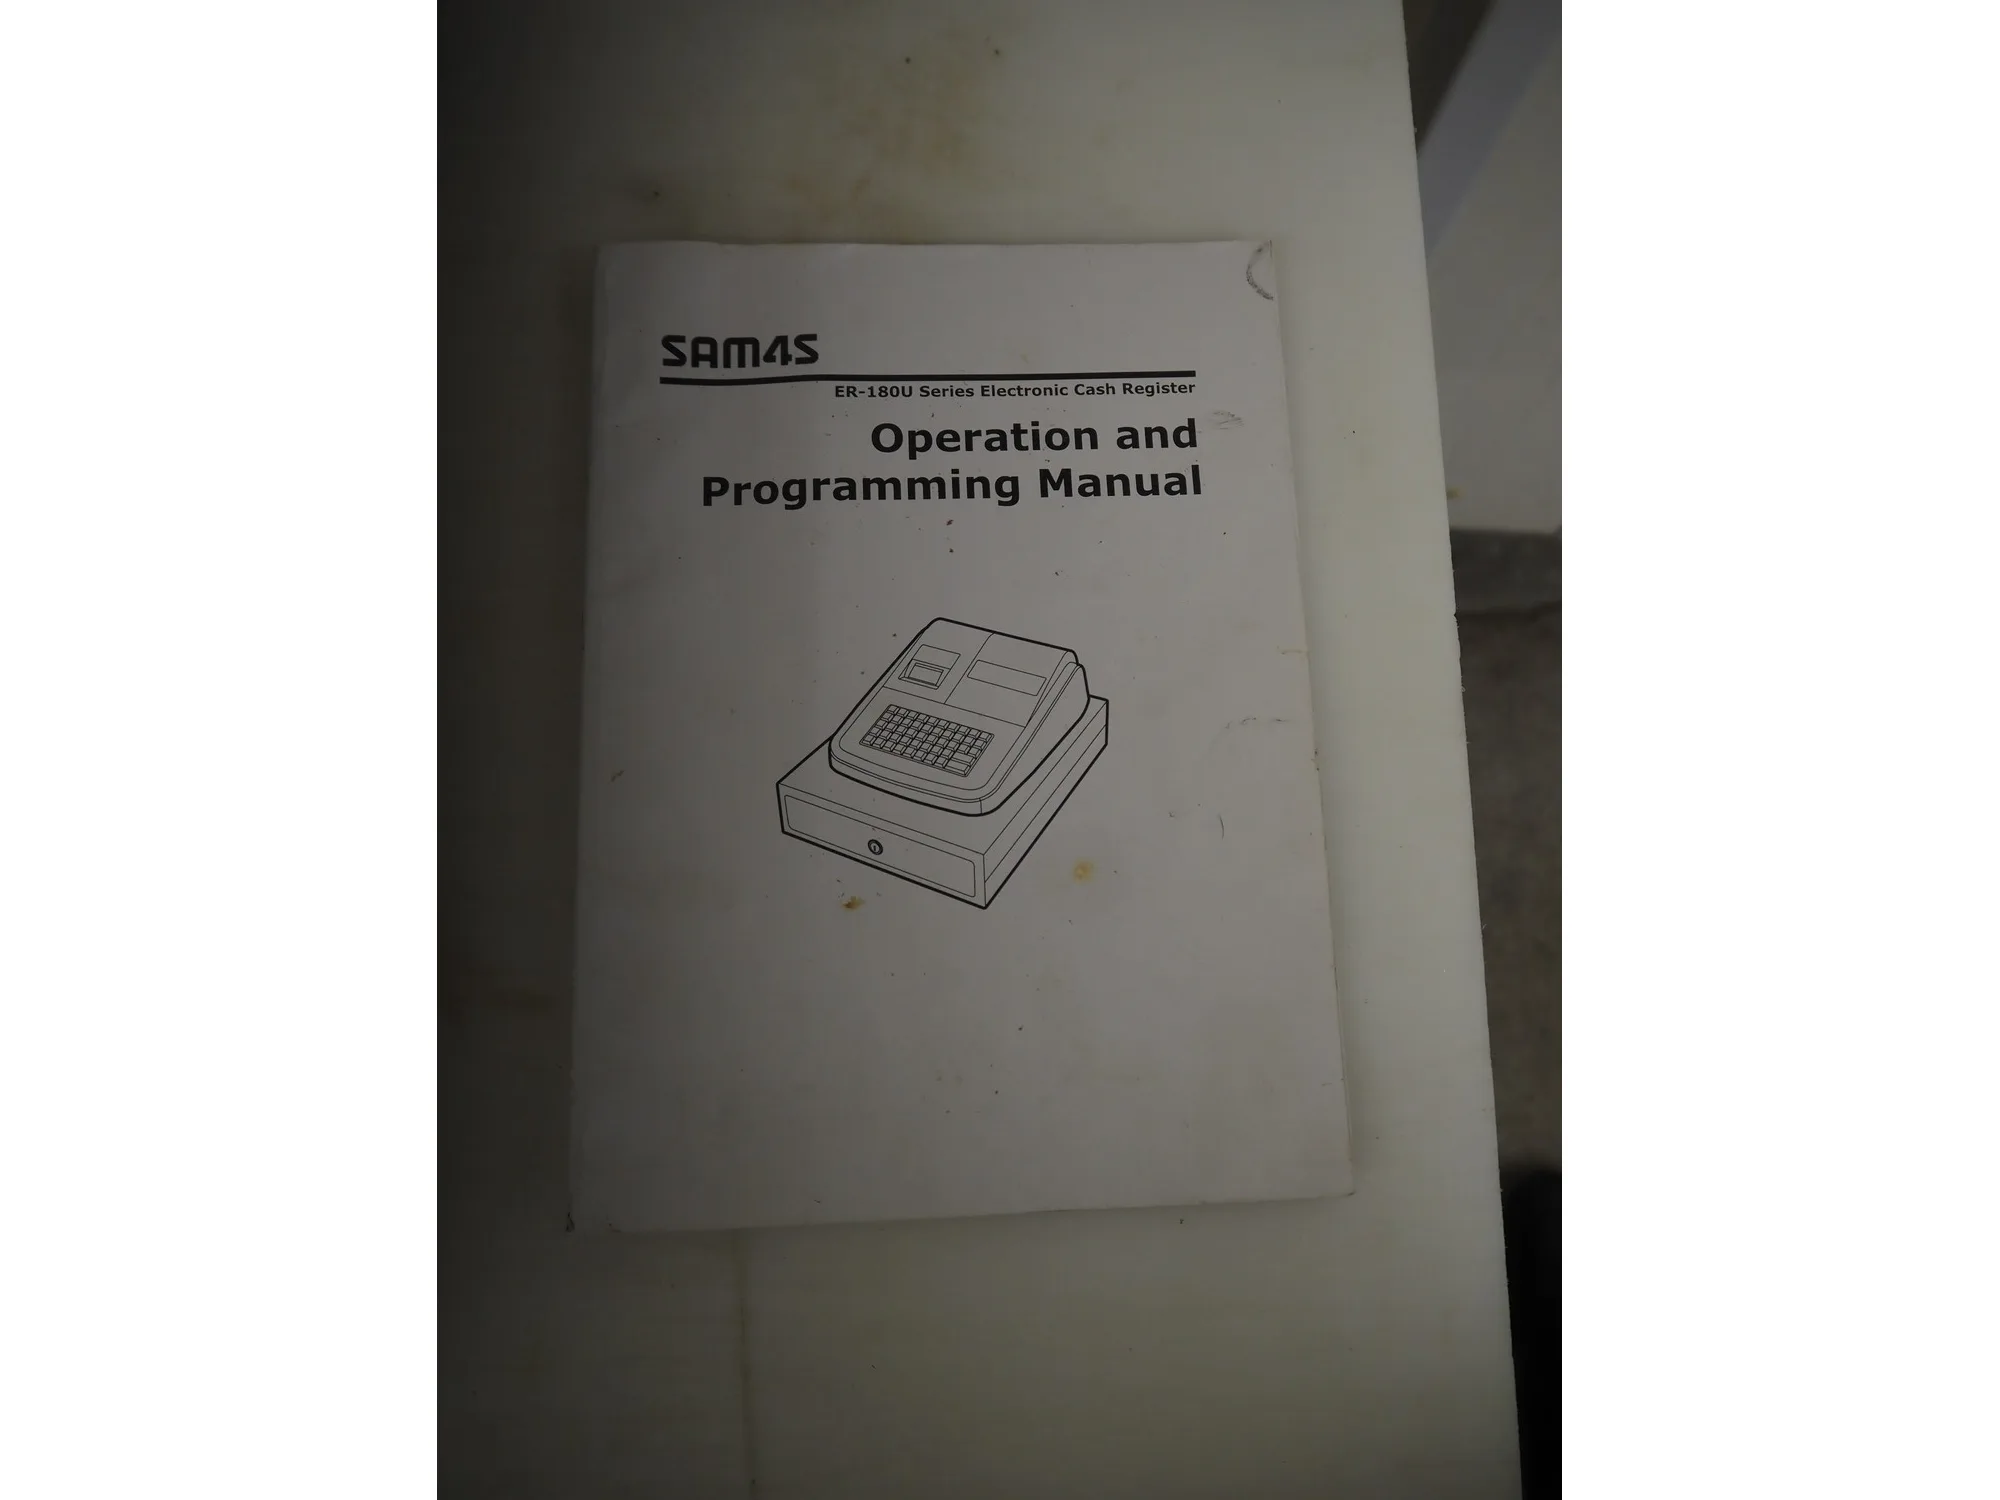 SAM4S
ER-180U Series Electronic Cash Register
Operation and
Programming Manual